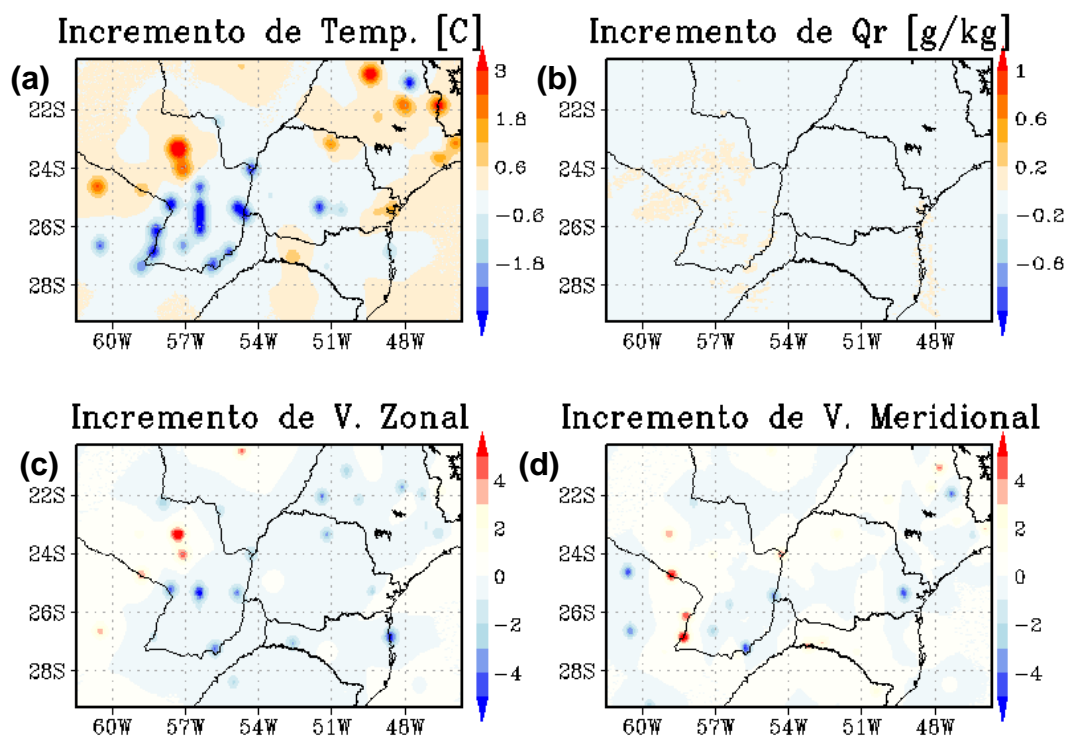 Incremento de Temp. [C]
(a)
22S
24S
26S
28S
60W 57W 54W 51W 48W
3
1.8
0.6
−0.6
−1.8
Incremento de Qr [g/kg]
(b)
22S
24S
26S
28S
60W 57W 54W 51W 48W
1
0.6
0.2
−0.2
−0.6
Incremento de V. Zonal
(c)
22S
24S
26S
28S
60W 57W 54W 51W 48W
4
2
0
−2
−4
Incremento de V. Meridional
(d)
22S
24S
26S
28S
60W 57W 54W 51W 48W
4
2
0
−2
−4